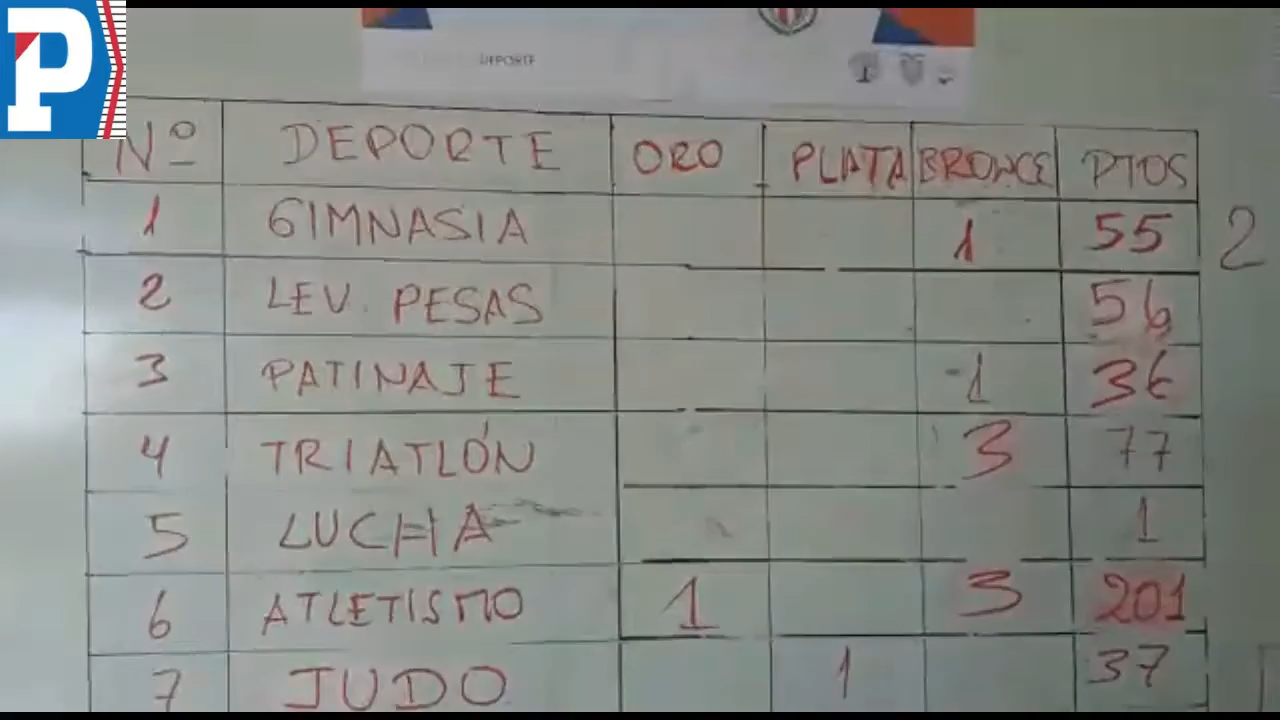 P
DEPORTE
Nº DEPORTE ORO PLATA BRONCE PTOS
1 GIMNASIA 1 55 2
2 LEV. PESAS 56
3 PATINAJE 1 36
4 TRIATLÓN 3 77
5 LUCHA 1
6 ATLETISMO 1 3 201
7 JUDO 1 37